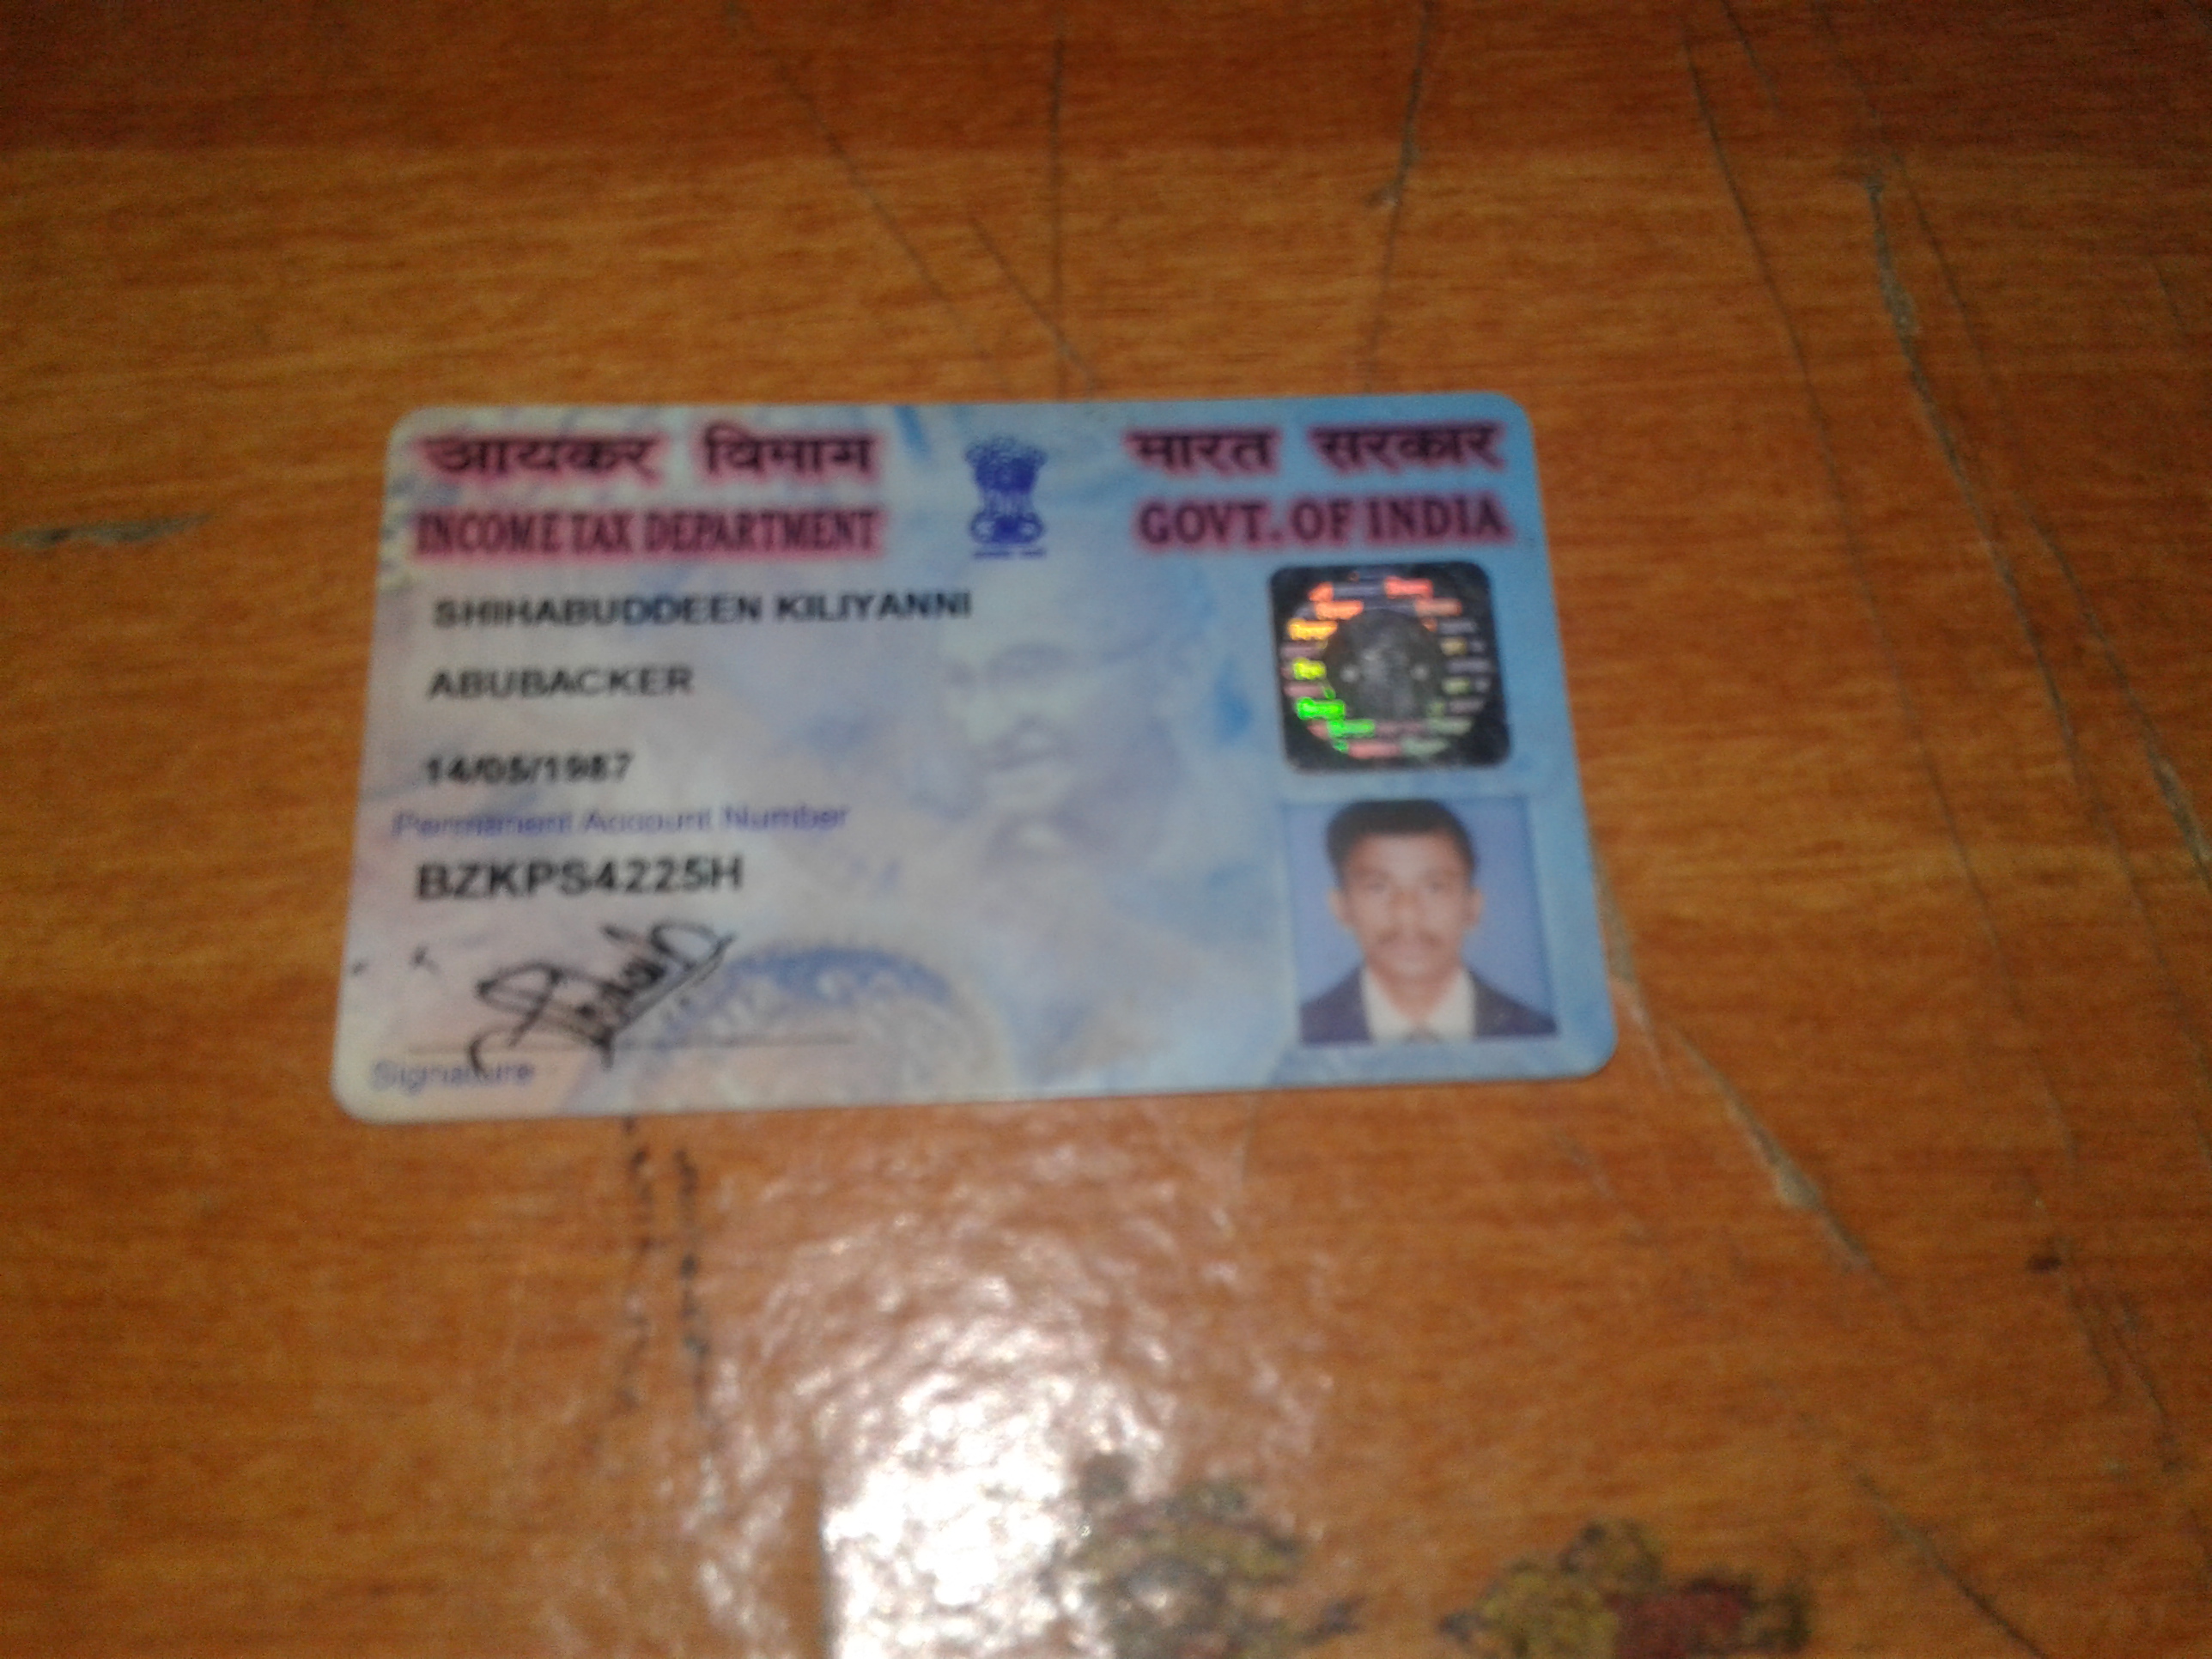 आयकर विभाग
INCOME TAX DEPARTMENT
भारत सरकार
GOVT. OF INDIA
SHIHABUDDEEN KILIYANNI
ABUBACKER
14/05/1987
Permanent Account Number
BZKPS4225H
Signature